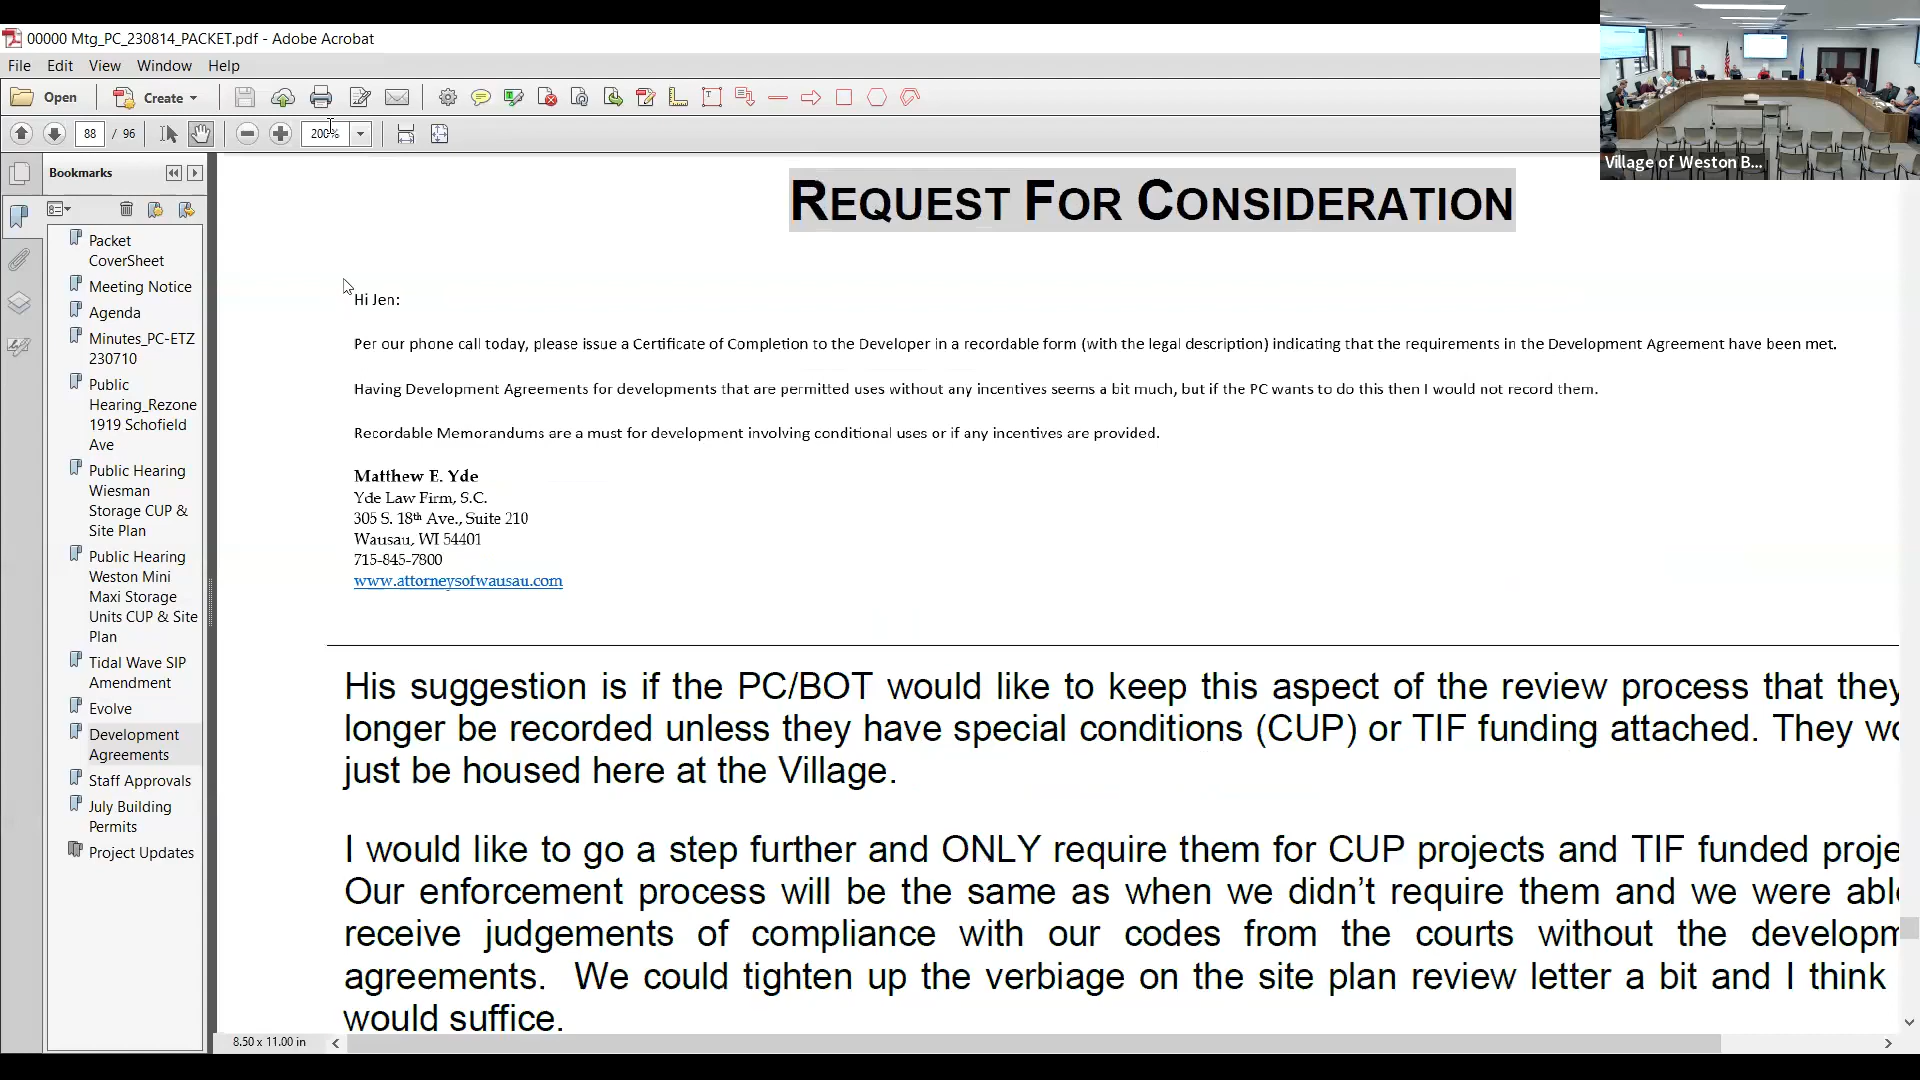 00000 Mtg_PC_230814_PACKET.pdf - Adobe Acrobat
File Edit View Window Help
Open Create
88 / 96 200%
Village of Weston B...
Bookmarks
Packet
CoverSheet
Meeting Notice
Agenda
Minutes_PC-ETZ
230710
Public
Hearing_Rezone
1919 Schofield
Ave
Public Hearing
Wiesman
Storage CUP &
Site Plan
Public Hearing
Weston Mini
Maxi Storage
Units CUP & Site
Plan
Tidal Wave SIP
Amendment
Evolve
Development
Agreements
Staff Approvals
July Building
Permits
Project Updates
REQUEST FOR CONSIDERATION
Hi Jen:
Per our phone call today, please issue a Certificate of Completion to the Developer in a recordable form (with the legal description) indicating that the requirements in the Development Agreement have been met.
Having Development Agreements for developments that are permitted uses without any incentives seems a bit much, but if the PC wants to do this then I would not record them.
Recordable Memorandums are a must for development involving conditional uses or if any incentives are provided.
Matthew E. Yde
Yde Law Firm, S.C.
305 S. 18th Ave., Suite 210
Wausau, WI 54401
715-845-7800
www.attorneysofwausau.com
His suggestion is if the PC/BOT would like to keep this aspect of the review process that they
longer be recorded unless they have special conditions (CUP) or TIF funding attached. They
just be housed here at the Village.
I would like to go a step further and ONLY require them for CUP projects and TIF funded
Our enforcement process will be the same as when we didn't require them and we were
receive judgements of compliance with our codes from the courts without the
agreements. We could tighten up the verbiage on the site plan review letter a bit and I think
would suffice.
8.50 x 11.00 in